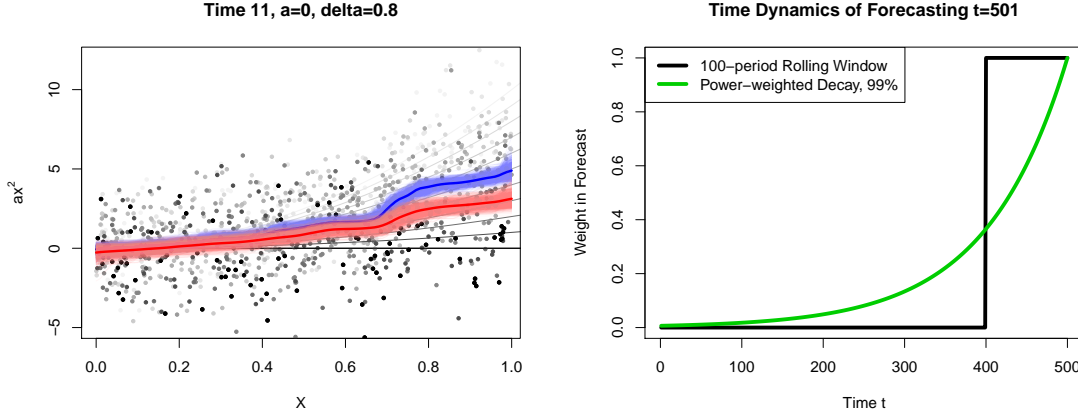 Time 11, a=0, delta=0.8
ax²
10
5
0
−5
0.0 0.2 0.4 0.6 0.8 1.0
X
Time Dynamics of Forecasting t=501
100−period Rolling Window
Power−weighted Decay, 99%
Weight in Forecast
1.0
0.8
0.6
0.4
0.2
0.0
0 100 200 300 400 500
Time t